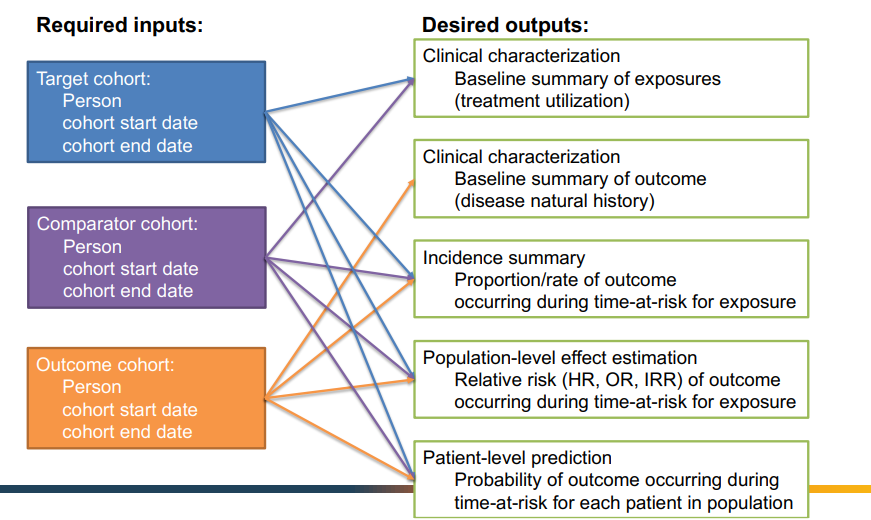 Required inputs:
Target cohort:
Person
cohort start date
cohort end date
Comparator cohort:
Person
cohort start date
cohort end date
Outcome cohort:
Person
cohort start date
cohort end date
Desired outputs:
Clinical characterization
Baseline summary of exposures
(treatment utilization)
Clinical characterization
Baseline summary of outcome
(disease natural history)
Incidence summary
Proportion/rate of outcome
occurring during time-at-risk for exposure
Population-level effect estimation
Relative risk (HR, OR, IRR) of outcome
occurring during time-at-risk for exposure
Patient-level prediction
Probability of outcome occurring during
time-at-risk for each patient in population